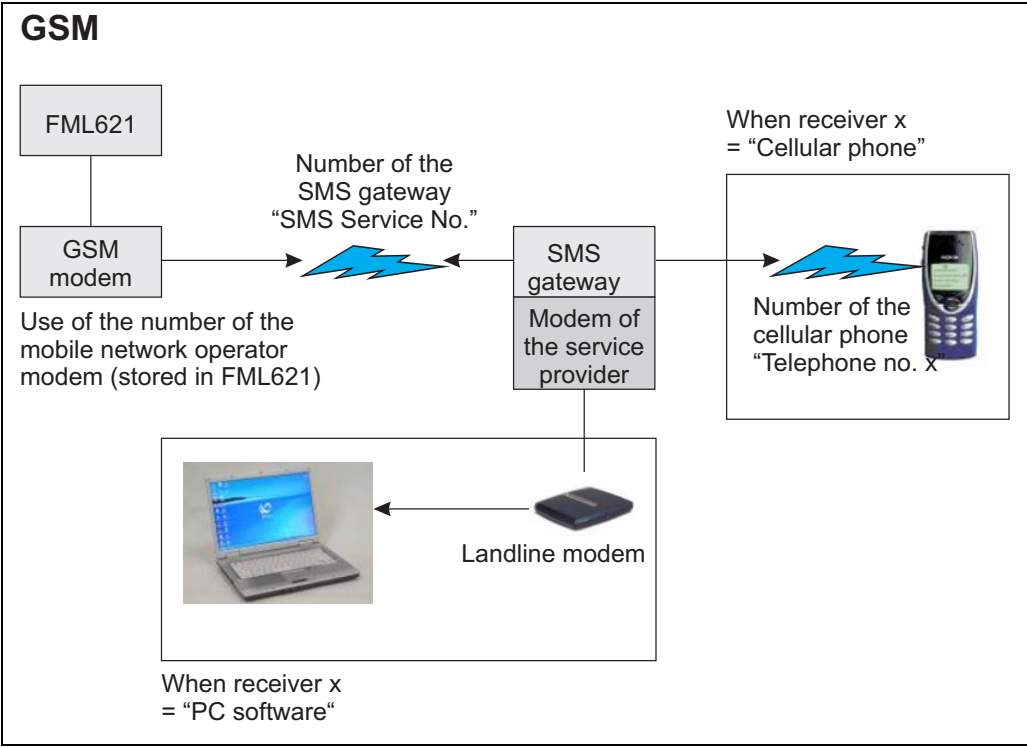 GSM
FML621
GSM
modem
Use of the number of the
mobile network operator
modem (stored in FML621)
Number of the
SMS gateway
“SMS Service No.”
SMS
gateway
Modem of
the service
provider
When receiver x
= “Cellular phone”
NOKIA
Number of the
cellular phone
“Telephone no. x”
Landline modem
When receiver x
= “PC software“